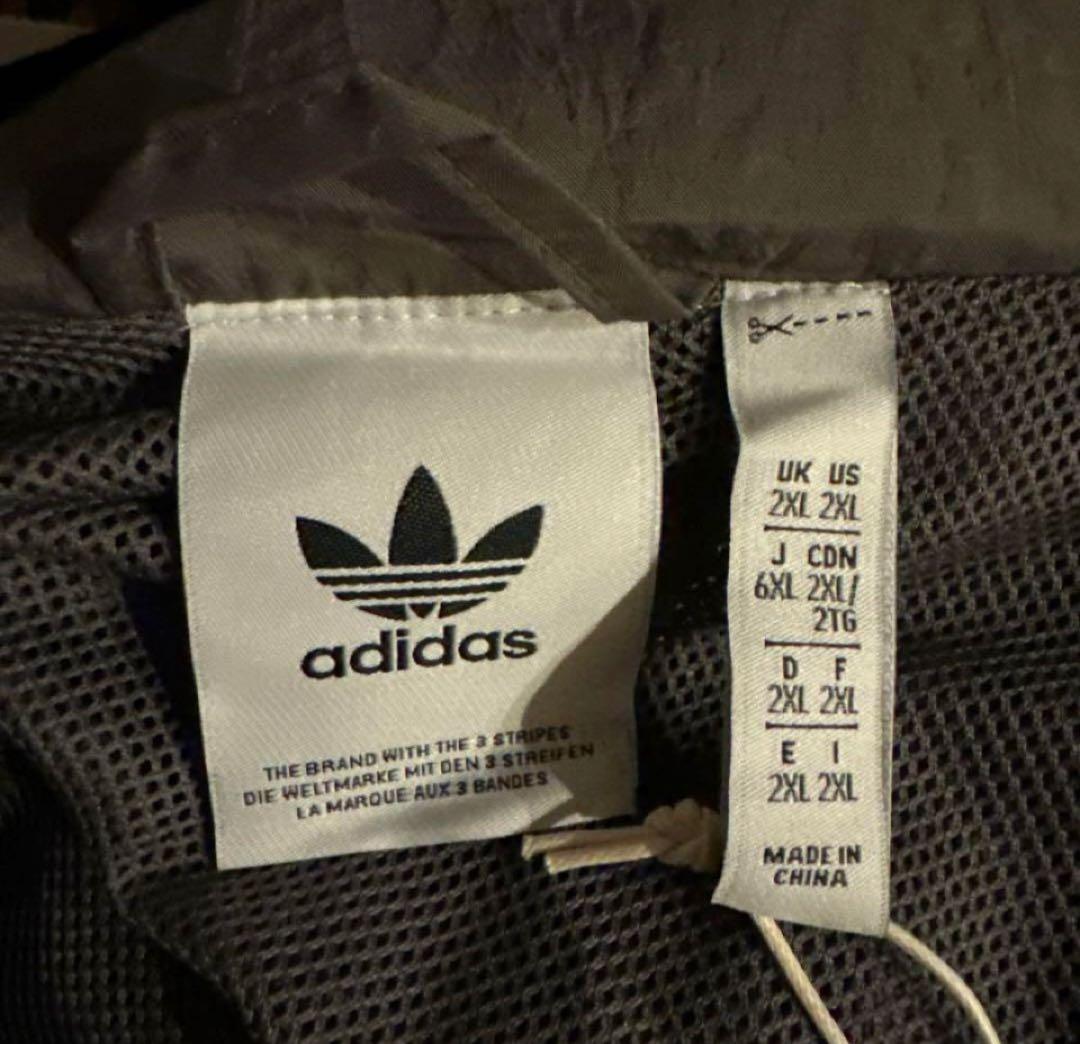 adidas
THE BRAND WITH THE 3 STRIPES
DIE WELTMARKE MIT DEN 3 STREIFEN
LA MARQUE AUX 3 BANDES
UK US
2XL 2XL
J CDN
6XL 2XL/
2TG
D F
2XL 2XL
E I
2XL 2XL
MADE IN
CHINA